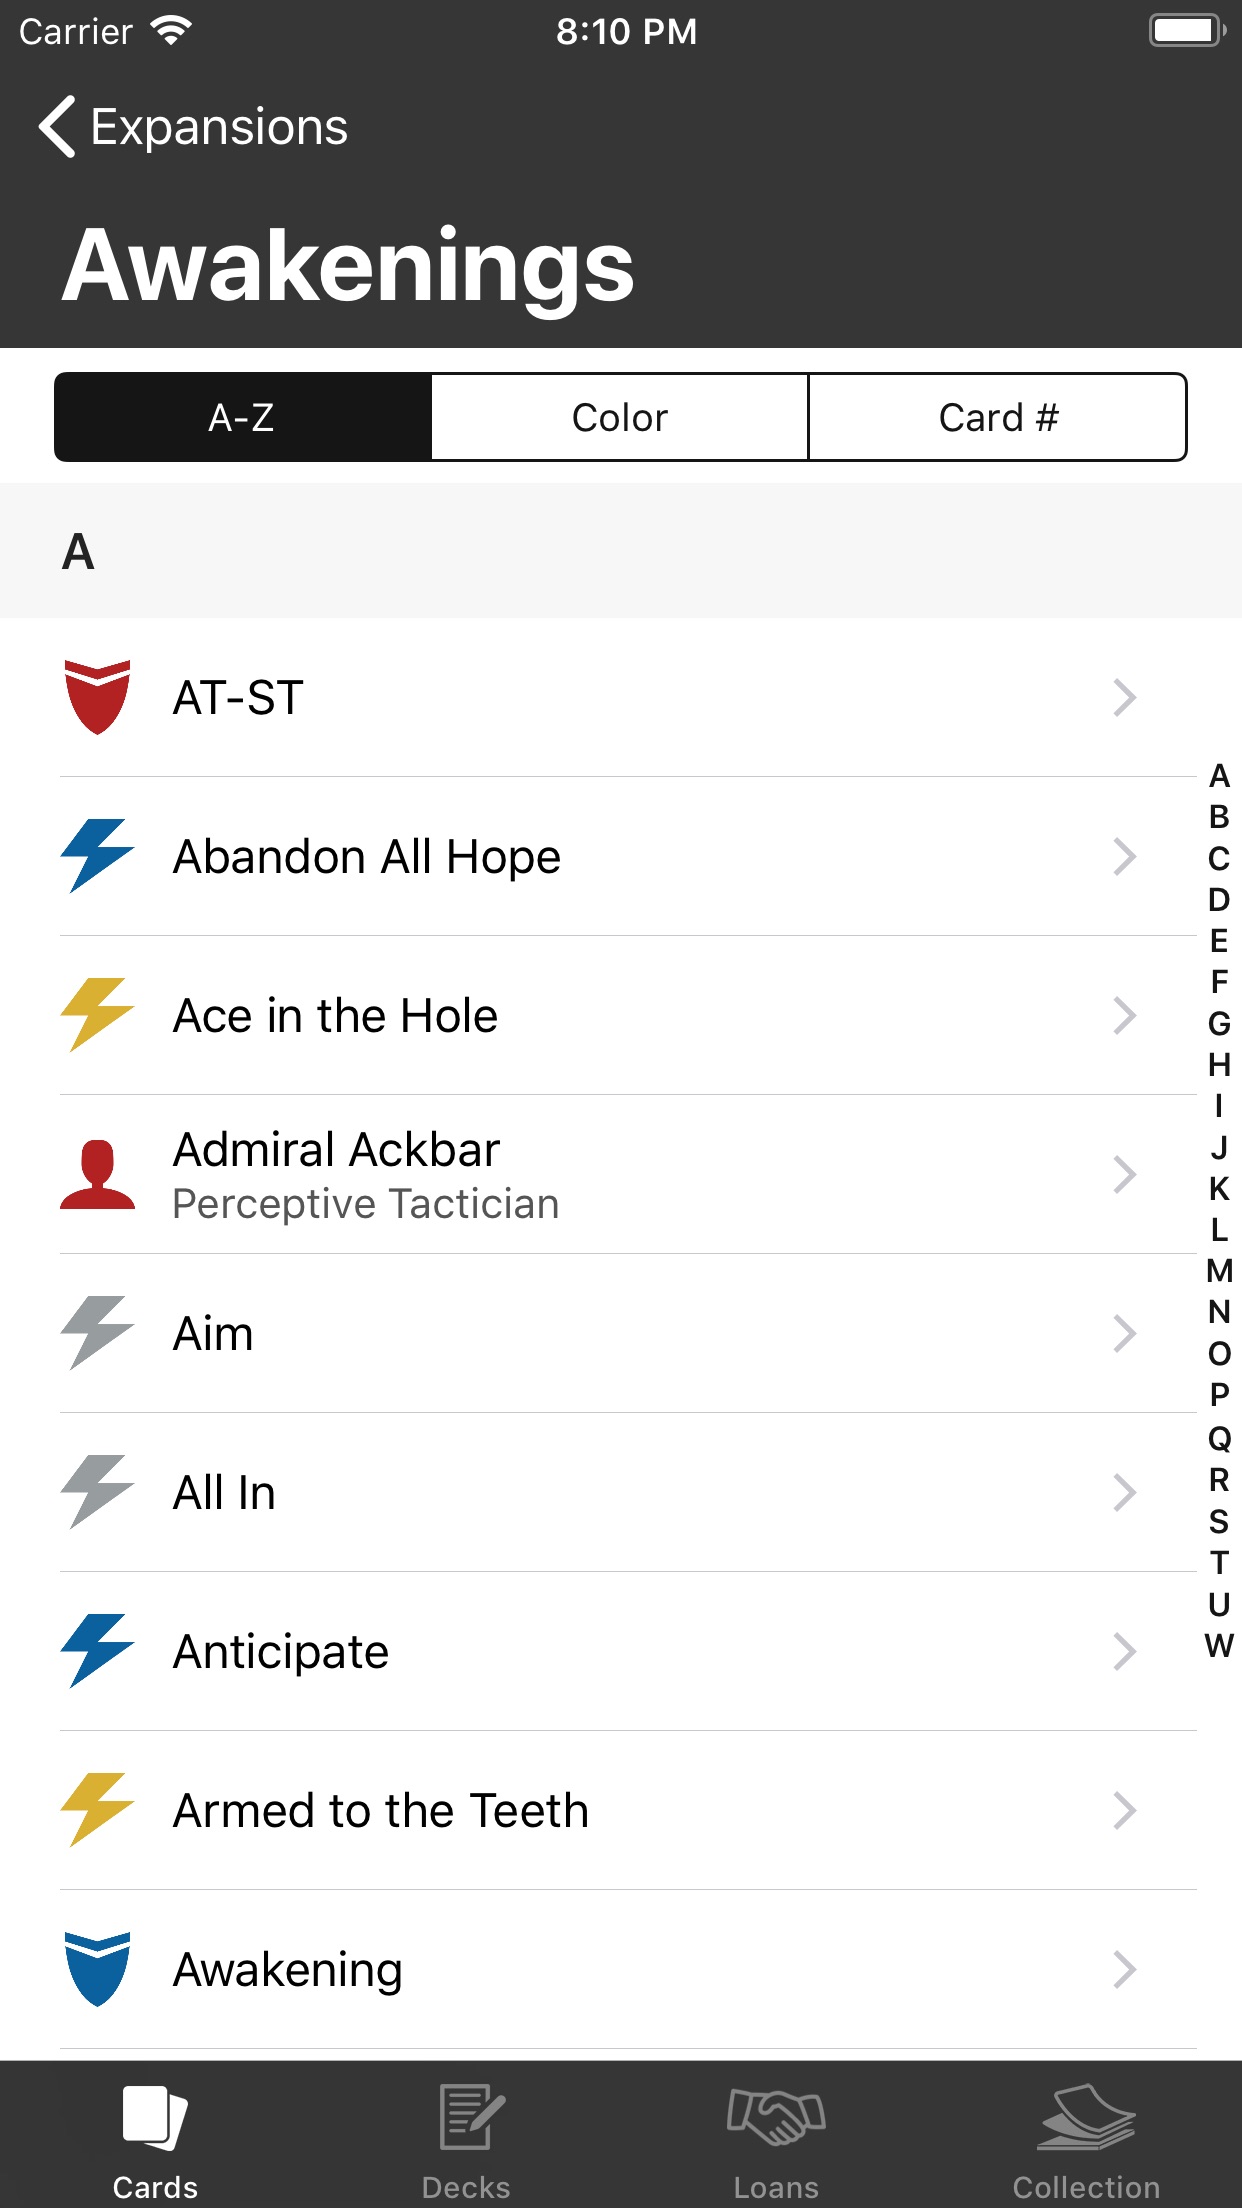 Carrier 8:10 PM
Expansions
Awakenings
A-Z Color Card #
A
AT-ST
Abandon All Hope
Ace in the Hole
Admiral Ackbar
Perceptive Tactician
Aim
All In
Anticipate
Armed to the Teeth
Awakening
A
B
C
D
E
F
G
H
I
J
K
L
M
N
O
P
Q
R
S
T
U
W
Cards Decks Loans Collection